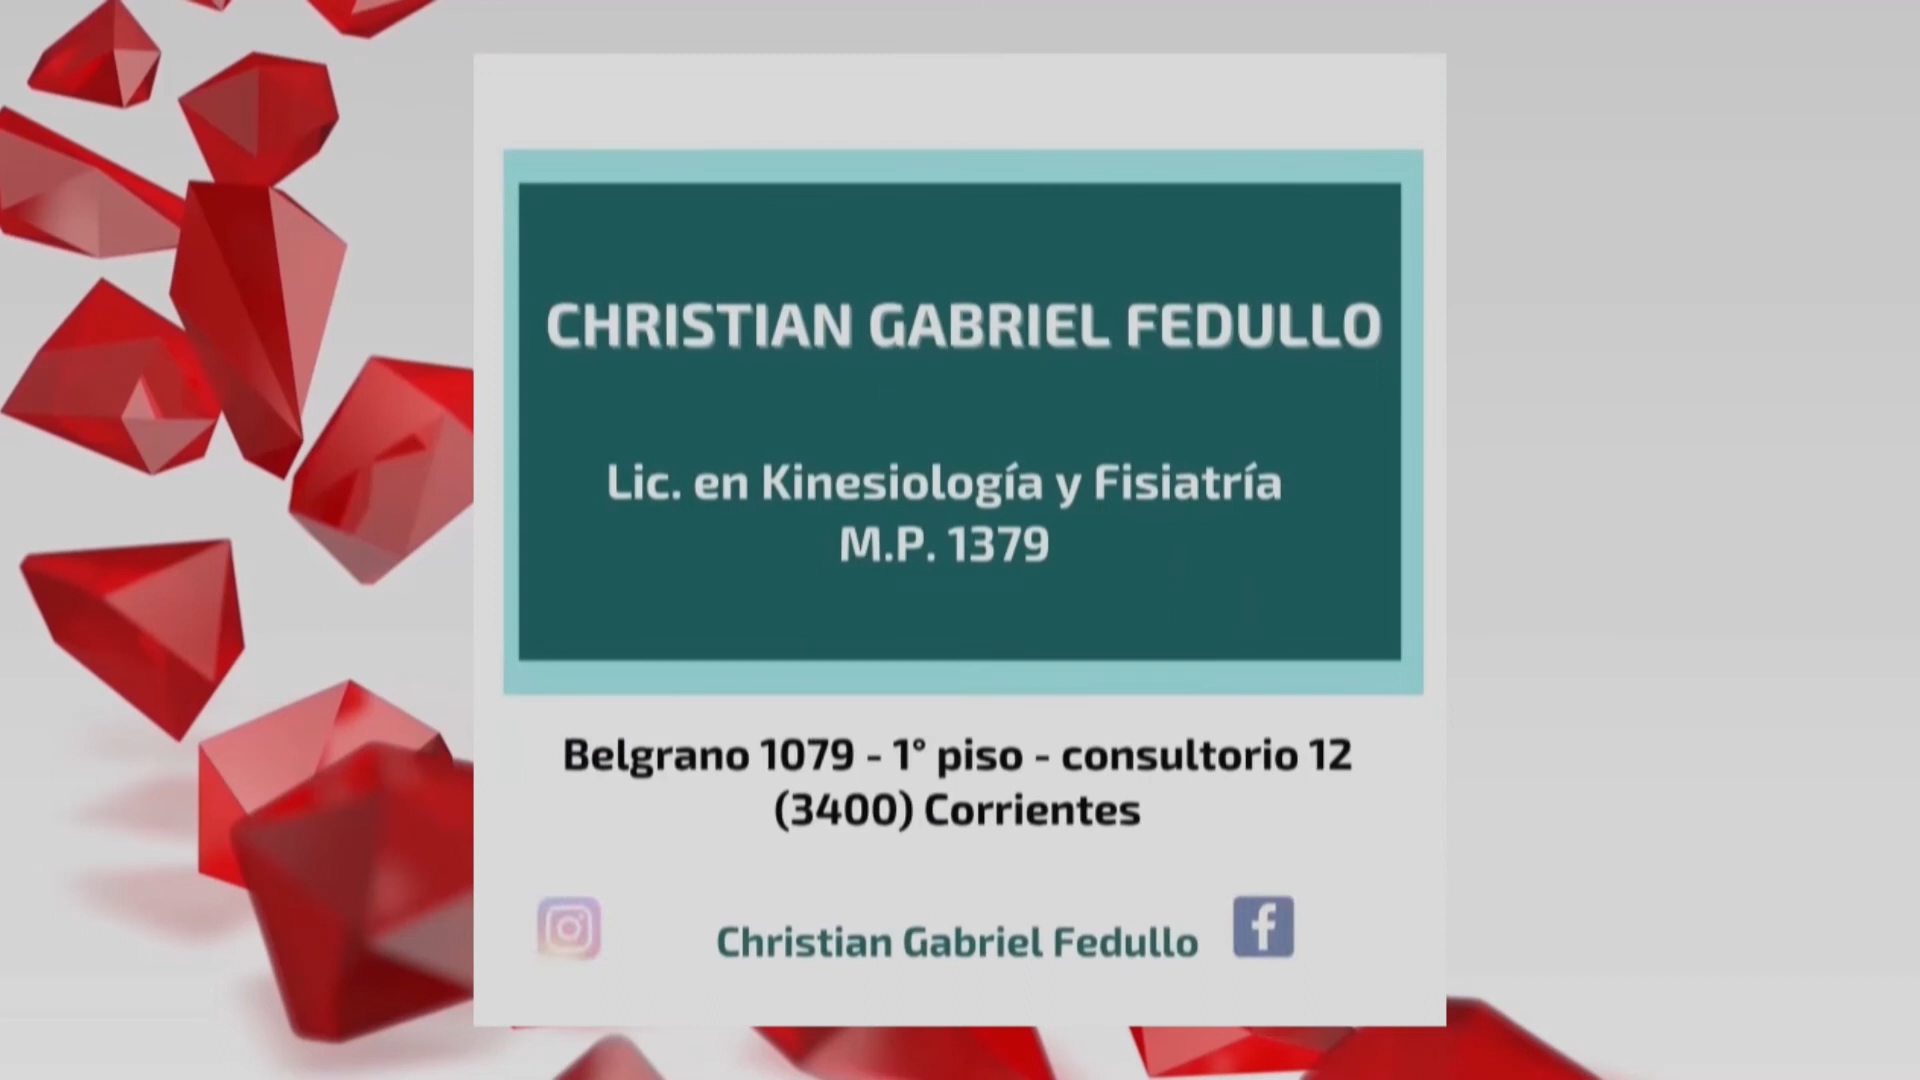 CHRISTIAN GABRIEL FEDULLO
Lic. en Kinesiología y Fisiatría
M.P. 1379
Belgrano 1079 - 1° piso - consultorio 12
(3400) Corrientes
Christian Gabriel Fedullo